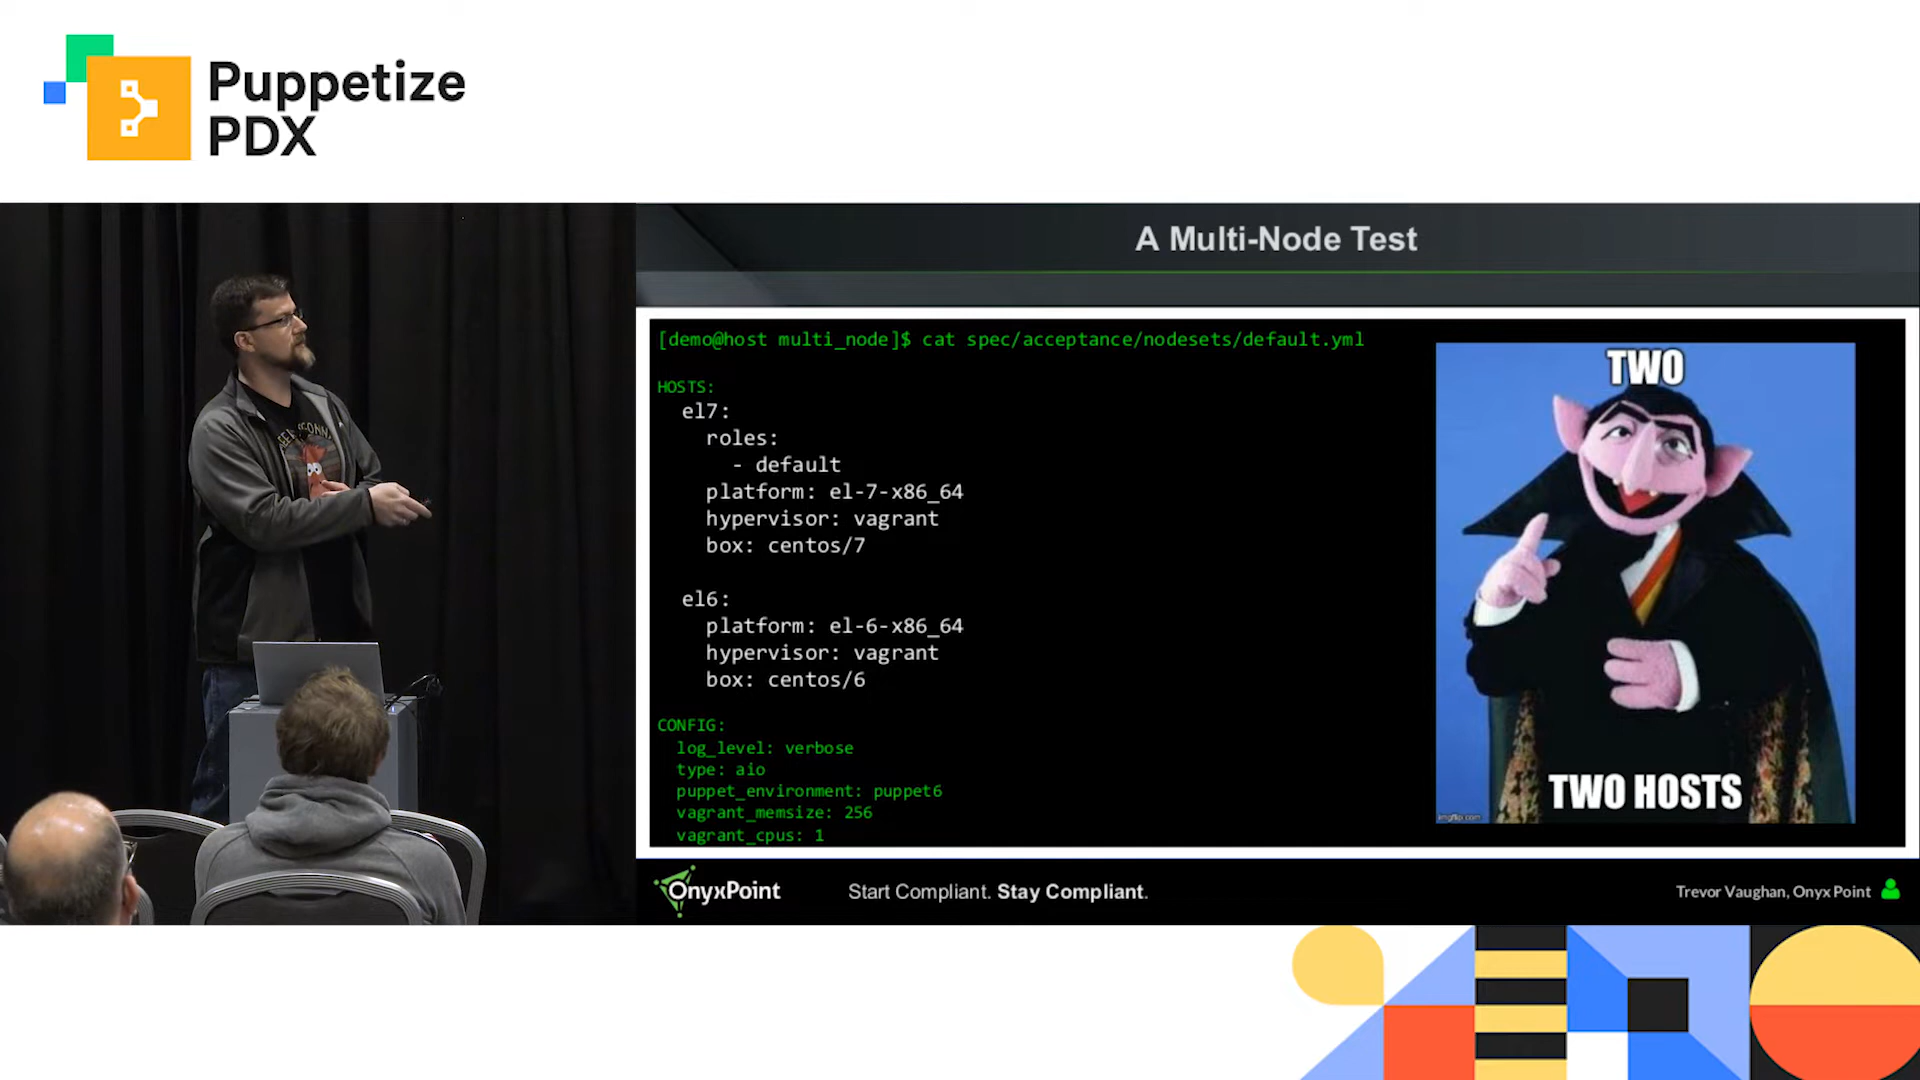 Puppetize
PDX
A Multi-Node Test
[demo@host multi_node]$ cat spec/acceptance/nodesets/default.yml
HOSTS:
el7:
roles:
- default
platform: el-7-x86_64
hypervisor: vagrant
box: centos/7
el6:
platform: el-6-x86_64
hypervisor: vagrant
box: centos/6
CONFIG:
log_level: verbose
type: aio
puppet_environment: puppet6
vagrant_memsize: 256
vagrant_cpus: 1
TWO
TWO HOSTS
imgflip.com
OnyxPoint
Start Compliant. Stay Compliant.
Trevor Vaughan, Onyx Point